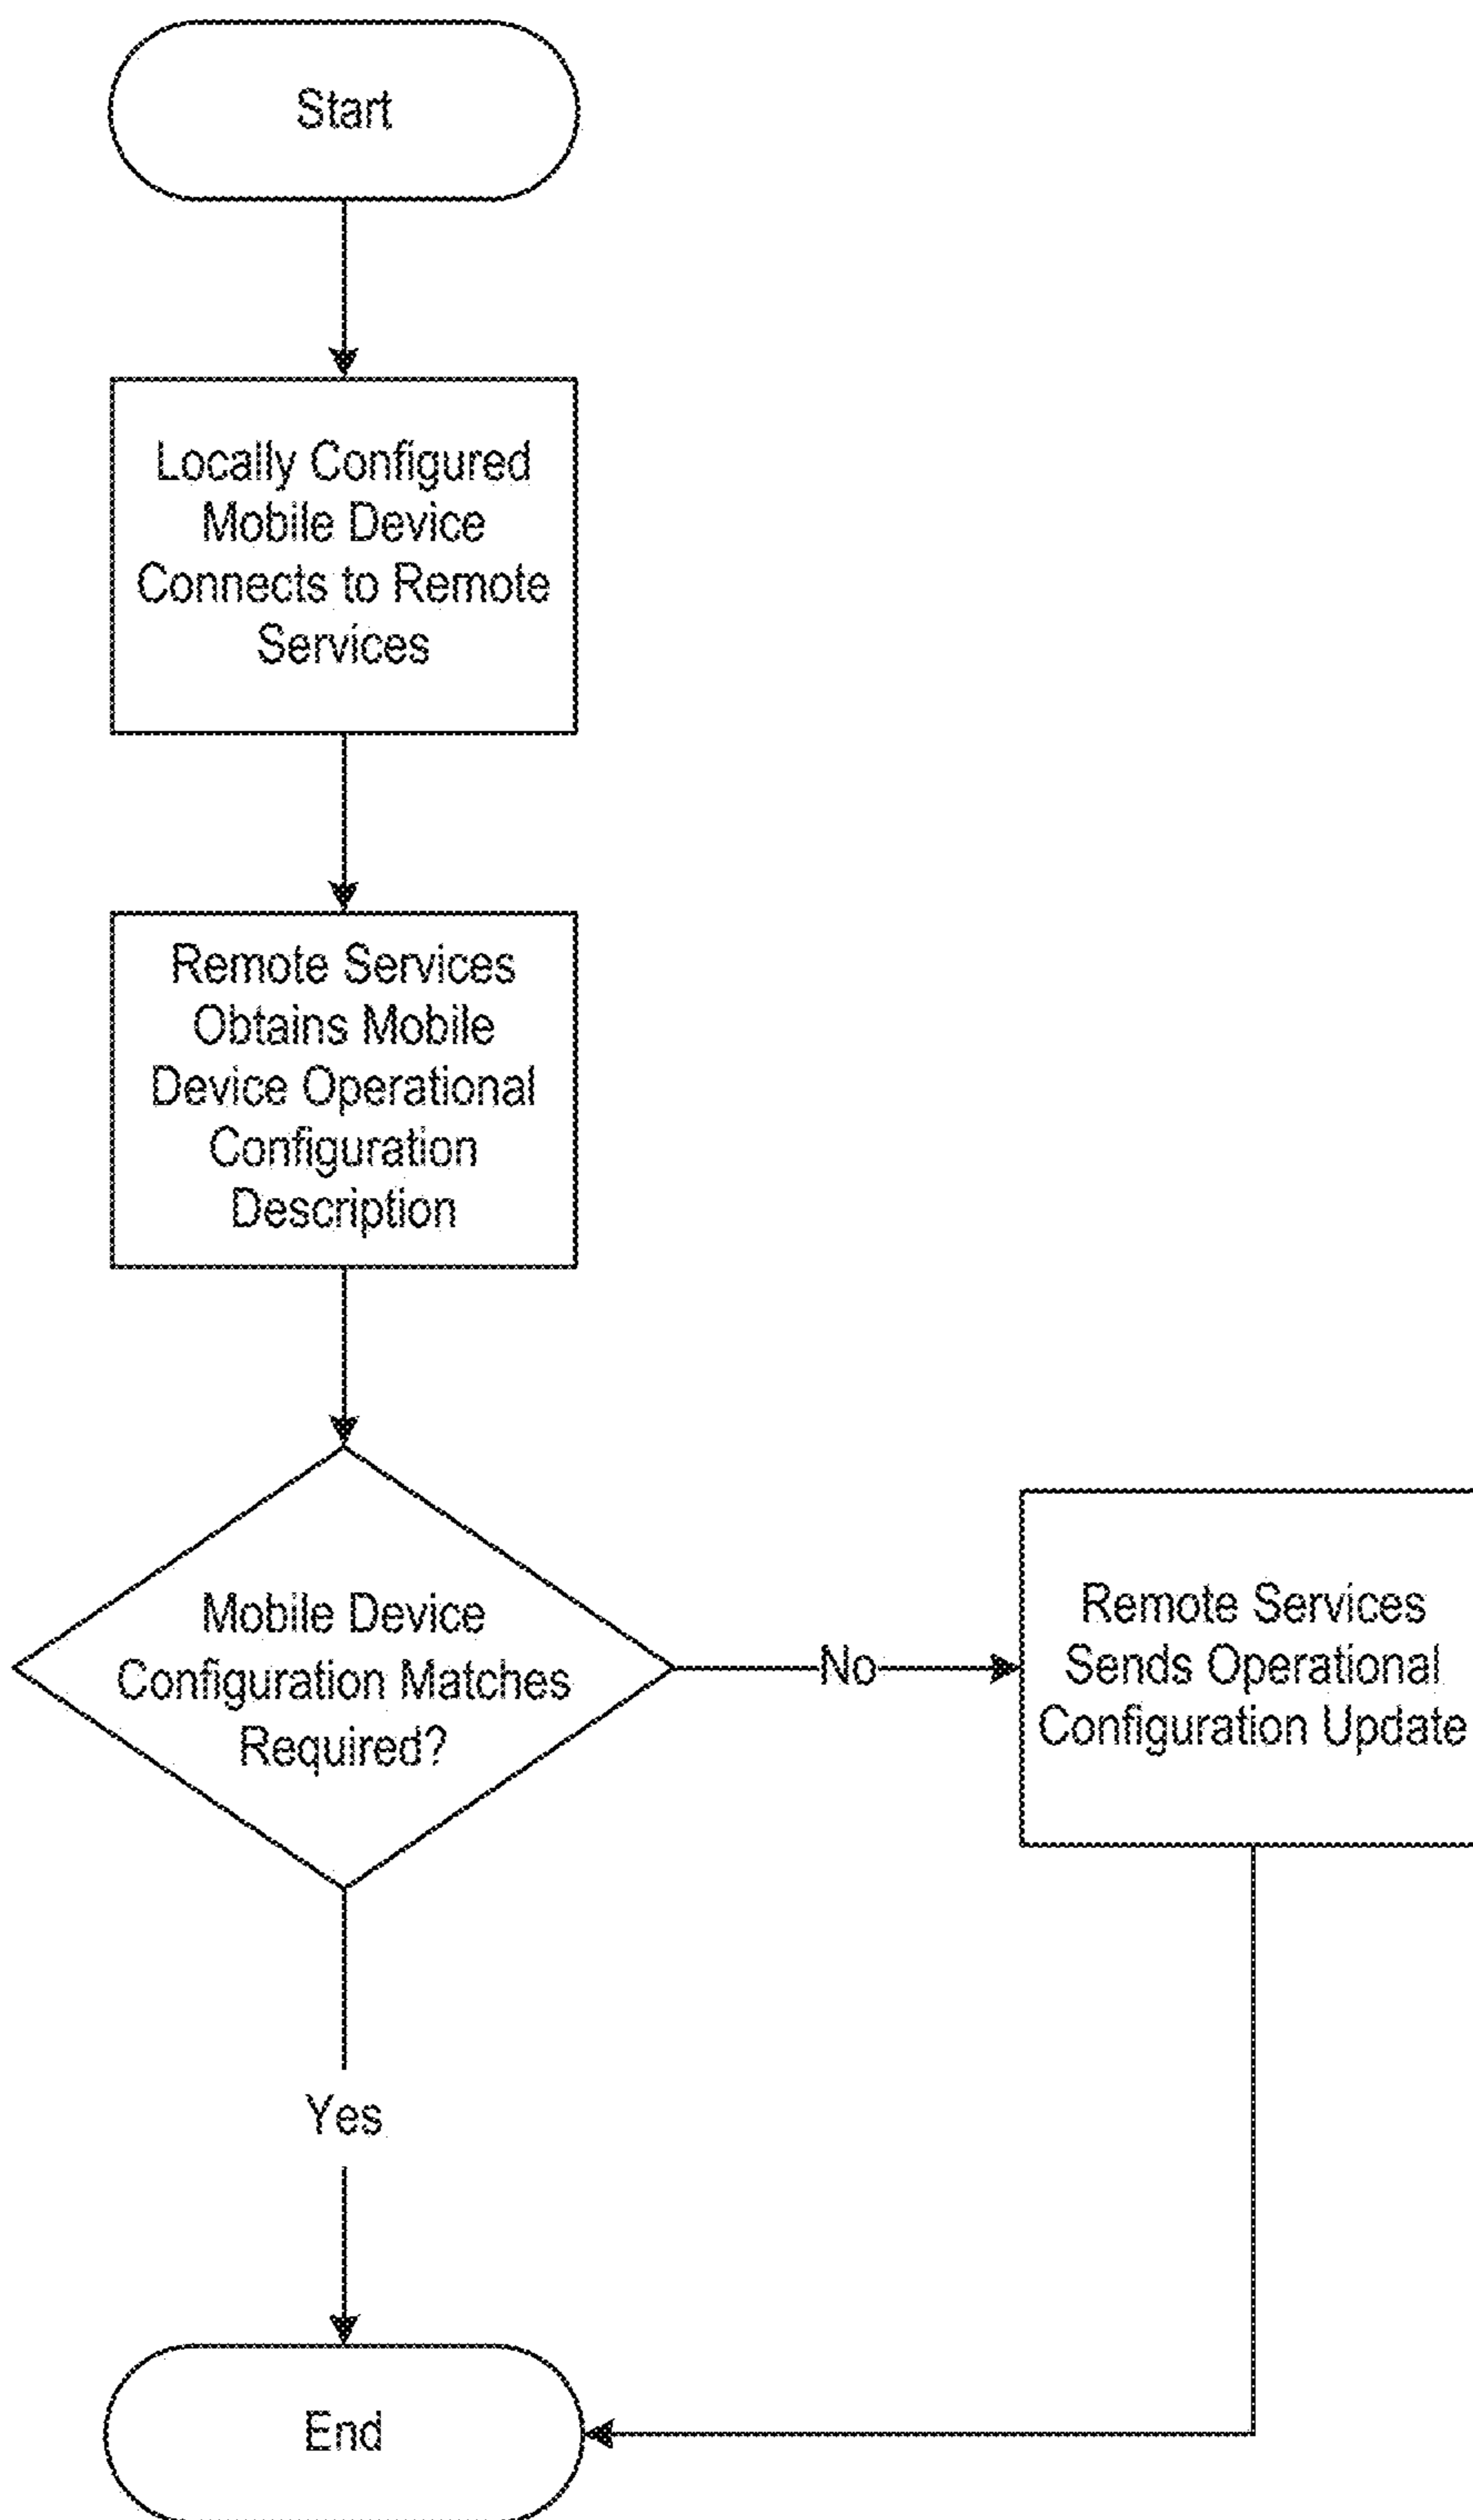 Start
Locally Configured
Mobile Device
Connects to Remote
Services
Remote Services
Obtains Mobile
Device Operational
Configuration
Description
Mobile Device
Configuration Matches
Required?
No
Remote Services
Sends Operational
Configuration Update
Yes
End